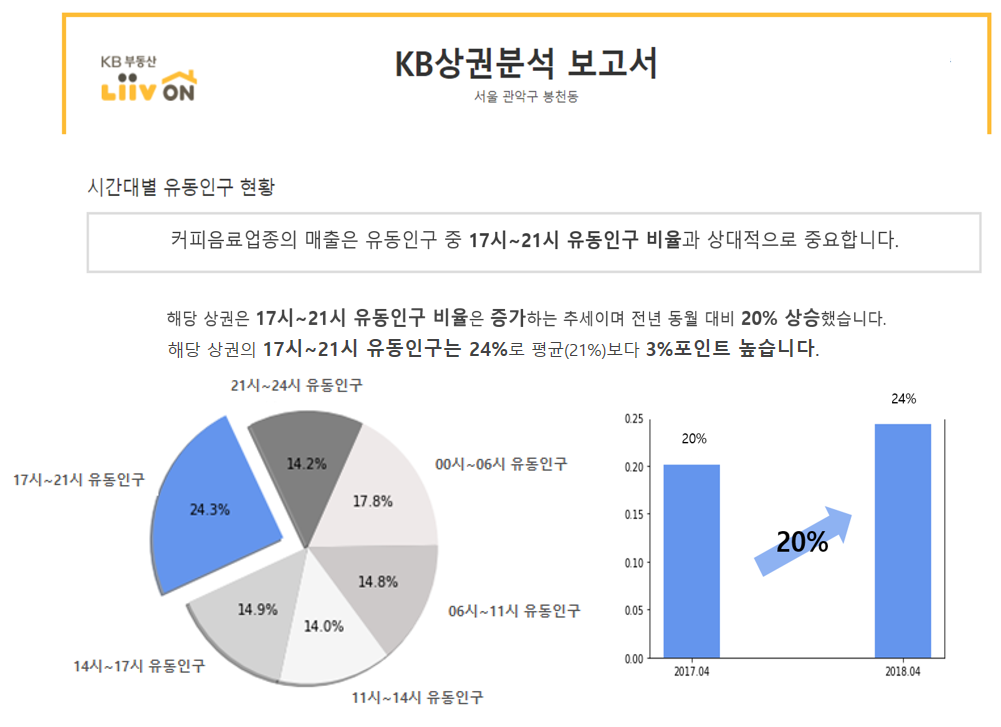 KB 부동산
Liiv ON
KB상권분석 보고서
서울 관악구 봉천동
시간대별 유동인구 현황
커피음료업종의 매출은 유동인구 중 17시~21시 유동인구 비율과 상대적으로 중요합니다.
해당 상권은 17시~21시 유동인구 비율은 증가하는 추세이며 전년 동월 대비 20% 상승했습니다.
해당 상권의 17시~21시 유동인구는 24%로 평균(21%)보다 3%포인트 높습니다.
21시~24시 유동인구
14.2%
00시~06시 유동인구
17.8%
17시~21시 유동인구
24.3%
14.8%
06시~11시 유동인구
14.9%
14.0%
14시~17시 유동인구
11시~14시 유동인구
24%
20%
0.25
0.20
0.15
20%
0.10
0.05
0.00
2017.04
2018.04